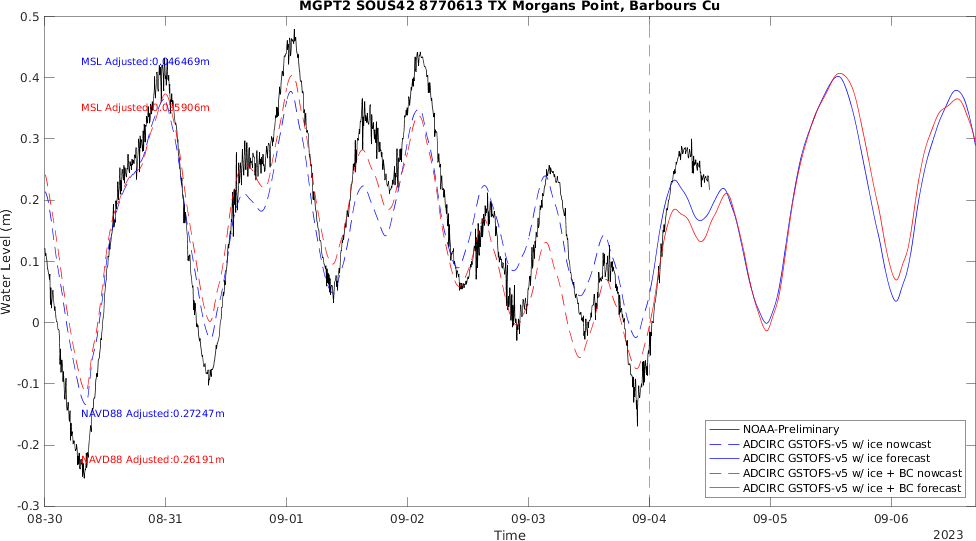 MGPT2 SOUS42 8770613 TX Morgans Point, Barbours Cu
0.5
0.4
0.3
0.2
0.1
0
-0.1
-0.2
-0.3
Water Level (m)
MSL Adjusted:0.046469m
MSL Adjusted:0.035906m
NAVD88 Adjusted:0.27247m
NAVD88 Adjusted:0.26191m
NOAA-Preliminary
ADCIRC GSTOFS-v5 w/ ice nowcast
ADCIRC GSTOFS-v5 w/ ice forecast
ADCIRC GSTOFS-v5 w/ ice + BC nowcast
ADCIRC GSTOFS-v5 w/ ice + BC forecast
08-30 08-31 09-01 09-02 09-03 09-04 09-05 09-06
Time
2023